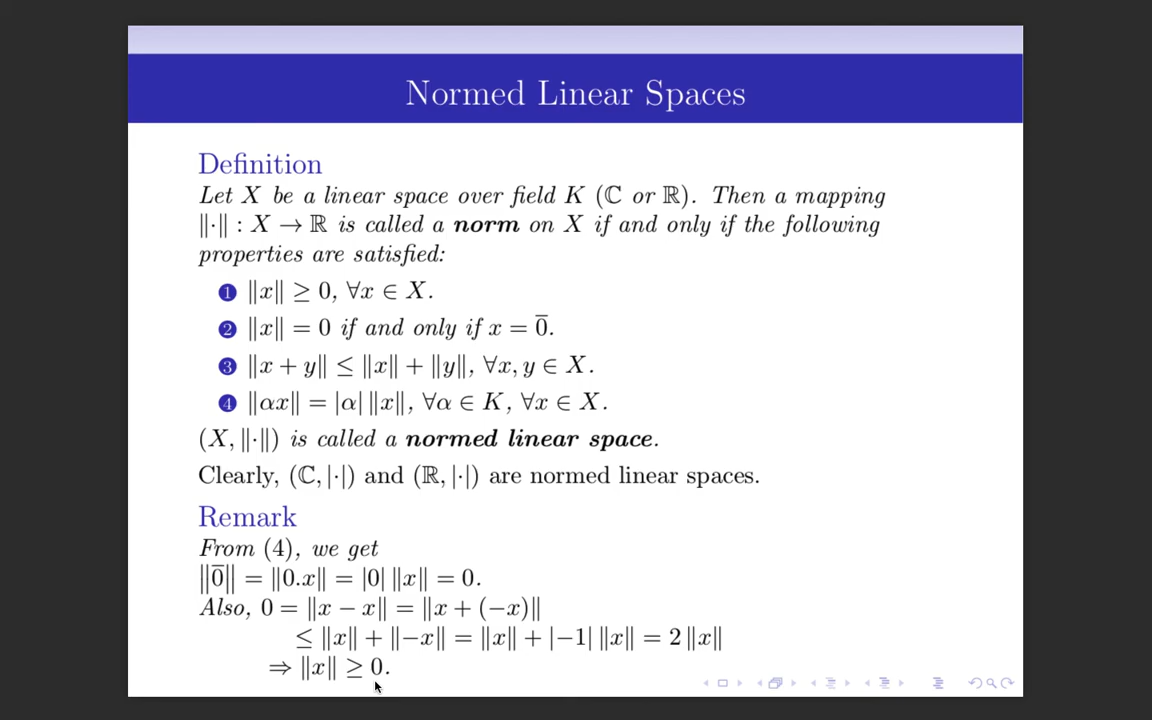 Normed Linear Spaces
Definition
Let X be a linear space over field K (ℂ or ℝ). Then a mapping
‖·‖ : X → ℝ is called a norm on X if and only if the following
properties are satisfied:
1 ‖x‖ ≥ 0, ∀x ∈ X.
2 ‖x‖ = 0 if and only if x = 0̅.
3 ‖x + y‖ ≤ ‖x‖ + ‖y‖, ∀x, y ∈ X.
4 ‖αx‖ = |α| ‖x‖, ∀α ∈ K, ∀x ∈ X.
(X, ‖·‖) is called a normed linear space.
Clearly, (ℂ, |·|) and (ℝ, |·|) are normed linear spaces.
Remark
From (4), we get
‖0̅‖ = ‖0.x‖ = |0| ‖x‖ = 0.
Also, 0 = ‖x − x‖ = ‖x + (−x)‖
≤ ‖x‖ + ‖−x‖ = ‖x‖ + |−1| ‖x‖ = 2 ‖x‖
⇒ ‖x‖ ≥ 0.